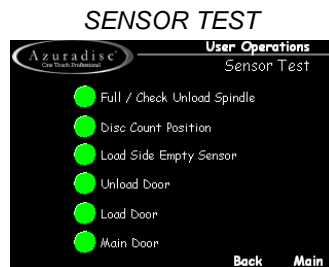 SENSOR TEST
Azuradisc®
One Touch Professional
User Operations
Sensor Test
Full / Check Unload Spindle
Disc Count Position
Load Side Empty Sensor
Unload Door
Load Door
Main Door
Back Main